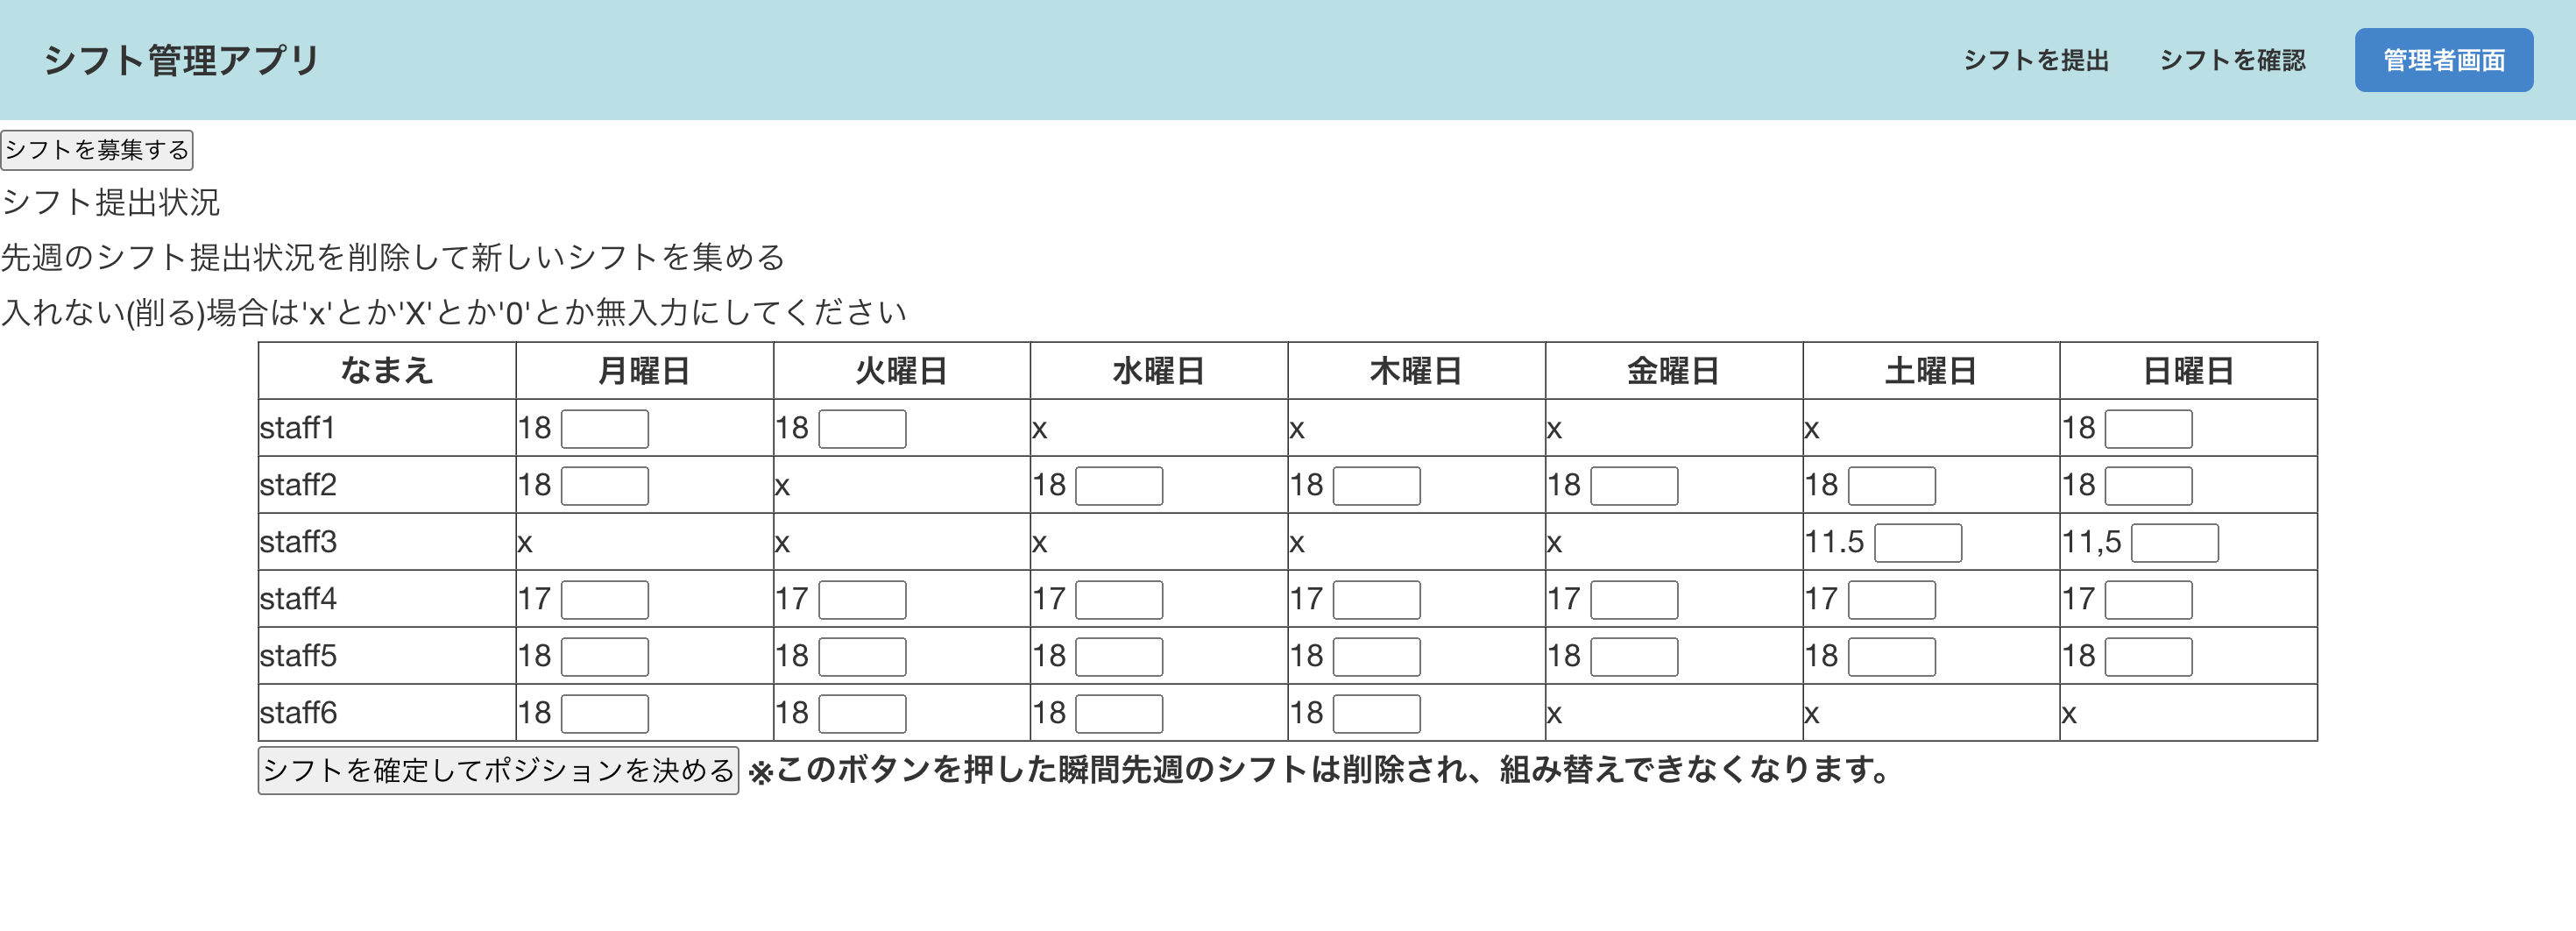 シフト管理アプリ シフトを提出 シフトを確認 管理者画面
シフトを募集する
シフト提出状況
先週のシフト提出状況を削除して新しいシフトを集める
入れない(削る)場合は'x'とか'X'とか'0'とか無入力にしてください
なまえ 月曜日 火曜日 水曜日 木曜日 金曜日 土曜日 日曜日
staff1 18 18 x x x x 18
staff2 18 x 18 18 18 18 18
staff3 x x x x x 11.5 11,5
staff4 17 17 17 17 17 17 17
staff5 18 18 18 18 18 18 18
staff6 18 18 18 18 x x x
シフトを確定してポジションを決める ※このボタンを押した瞬間先週のシフトは削除され、組み替えできなくなります。